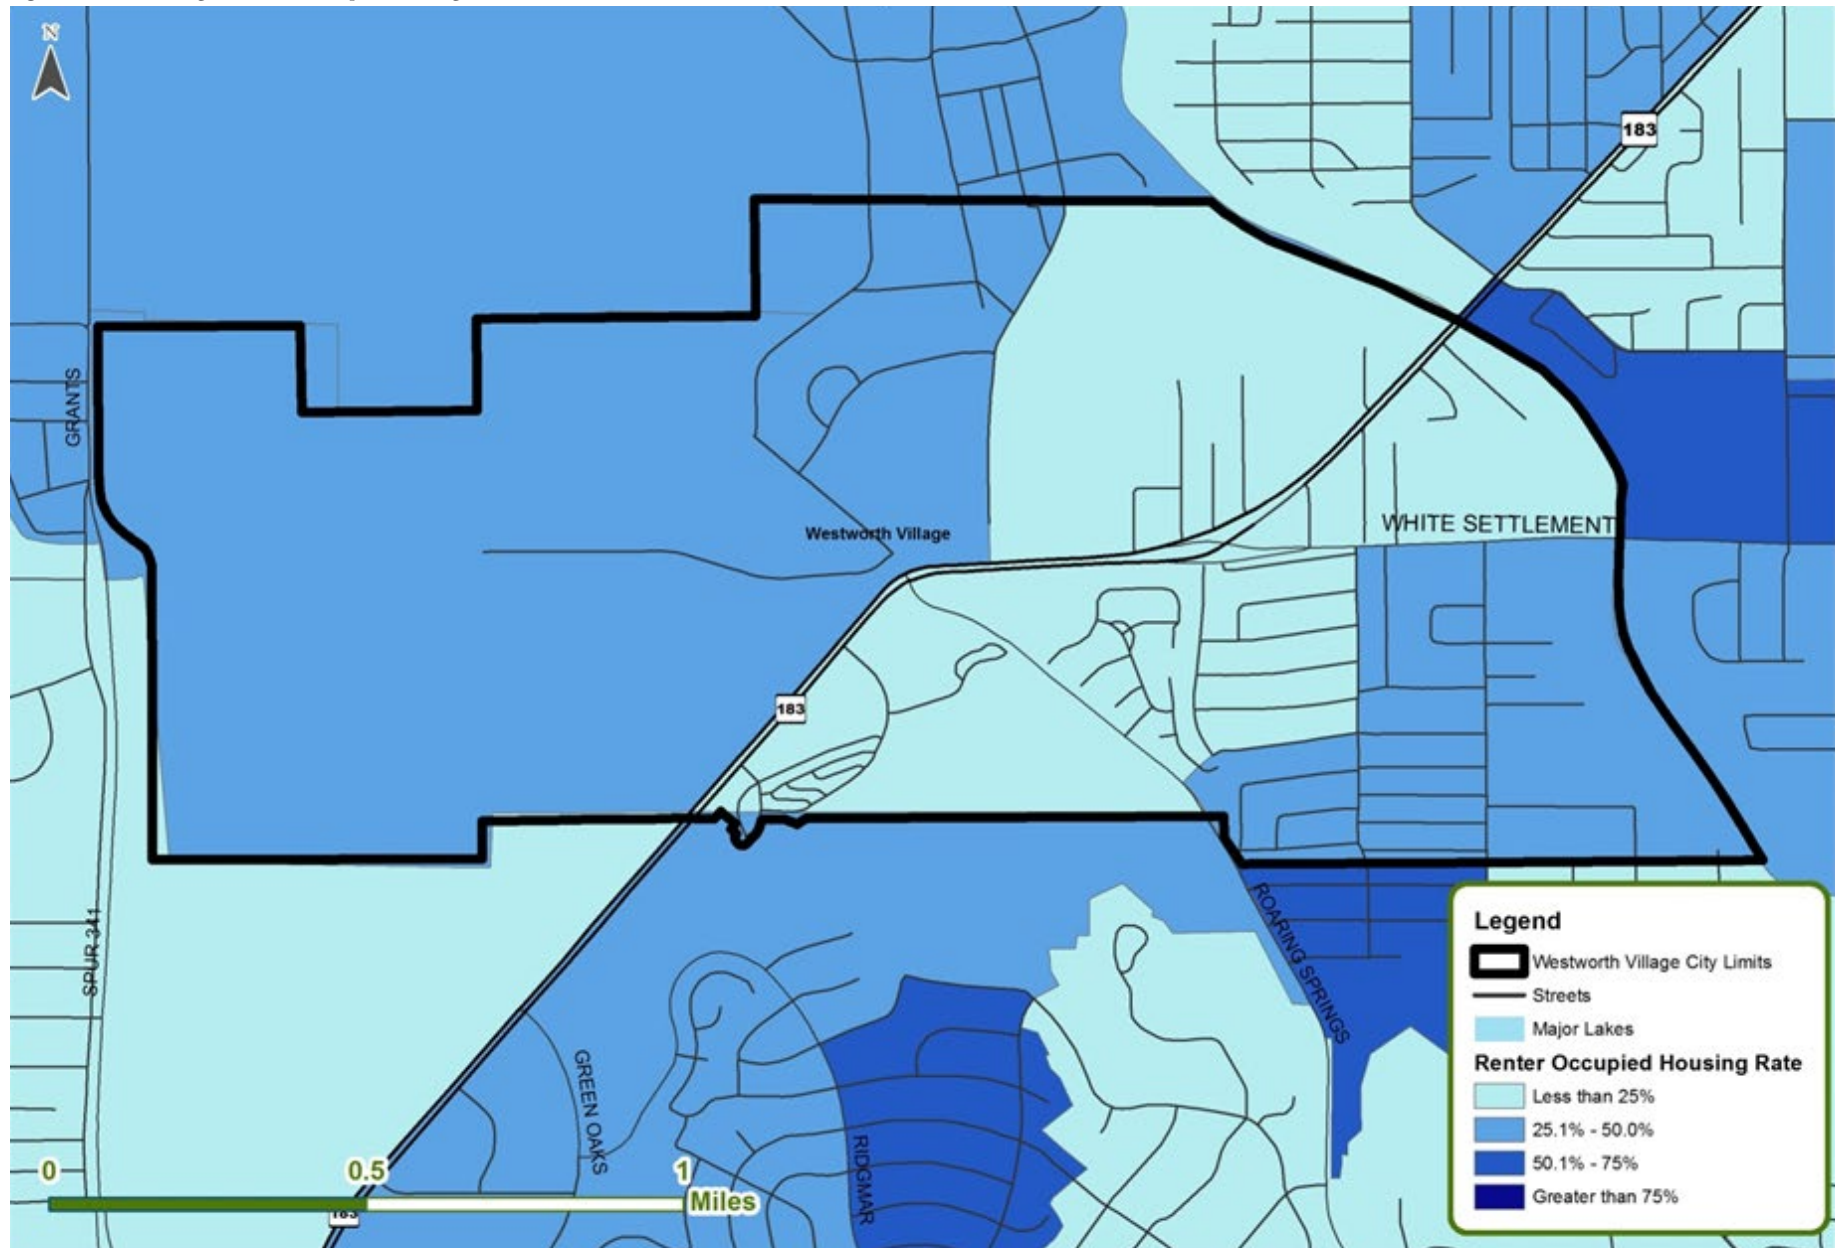 N
183
GRANTS
WHITE SETTLEMENT
Westworth Village
183
SPUR 341
ROARING SPRINGS
GREEN OAKS
RIDGMAR
183
0 0.5 1
Miles
Legend
Westworth Village City Limits
Streets
Major Lakes
Renter Occupied Housing Rate
Less than 25%
25.1% - 50.0%
50.1% - 75%
Greater than 75%